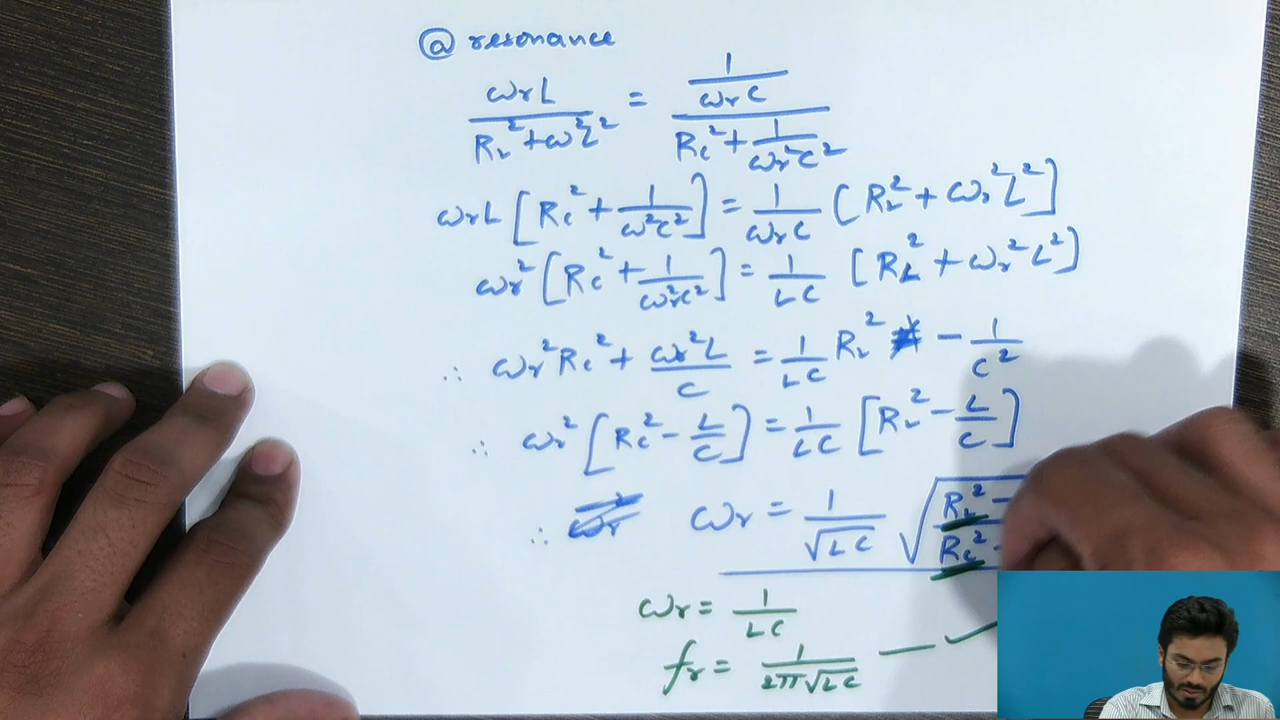 @ resonance
ωrL / (RL² + ω²L²) = (1/ωrC) / (Rc² + 1/ωr²C²)
ωrL [Rc² + 1/ω²C²] = 1/ωrC [RL² + ωr²L²]
ωr² [Rc² + 1/ωr²C²] = 1/LC [RL² + ωr²L²]
∴ ωr²Rc² + ωr²L/C = 1/LC RL² − 1/C²
∴ ωr² [Rc² − L/C] = 1/LC [RL² − L/C]
∴ ωr = 1/√LC √(RL² − / Rc² −
ωr = 1/LC
fr = 1/2π√LC — ✓